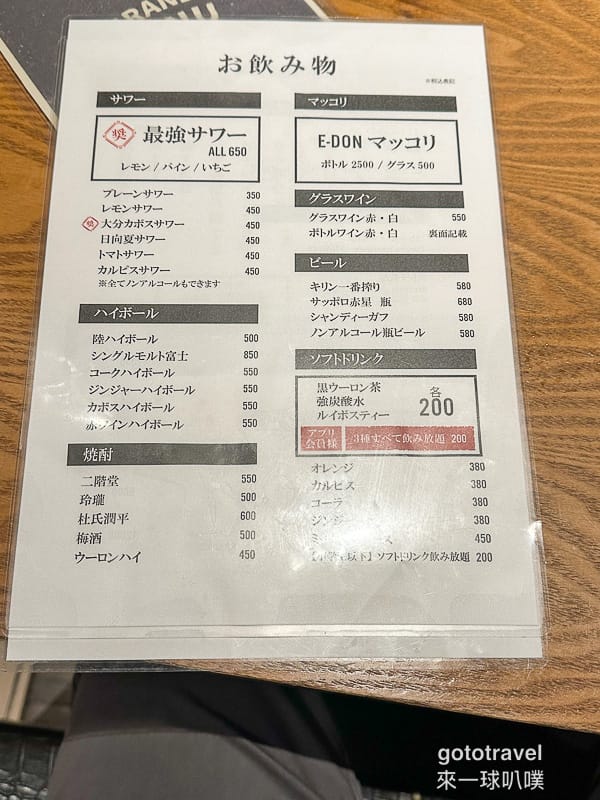 お飲み物
※税込表記
サワー
奨 最強サワー
ALL 650
レモン / パイン / いちご
プレーンサワー 350
レモンサワー 450
大分カボスサワー 450
日向夏サワー 450
トマトサワー 450
カルピスサワー 450
※全てノンアルコールもできます
ハイボール
陸ハイボール 500
シングルモルト富士 850
コークハイボール 550
ジンジャーハイボール 550
カボスハイボール 550
赤ワインハイボール 550
焼酎
二階堂 550
玲瓏 500
杜氏潤平 600
梅酒 500
ウーロンハイ 450
マッコリ
E-DON マッコリ
ボトル 2500 / グラス 500
グラスワイン
グラスワイン赤・白 550
ボトルワイン赤・白 裏面記載
ビール
キリン一番搾り 580
サッポロ赤星 瓶 680
シャンディーガフ 580
ノンアルコール瓶ビール 580
ソフトドリンク
黒ウーロン茶
強炭酸水
ルイボスティー
各
200
アプリ
会員様
3種すべて飲み放題 200
オレンジ 380
カルピス 380
コーラ 380
ジンジ 380
ス 450
以下】ソフトドリンク飲み放題 200
gototravel
來一球叭噗